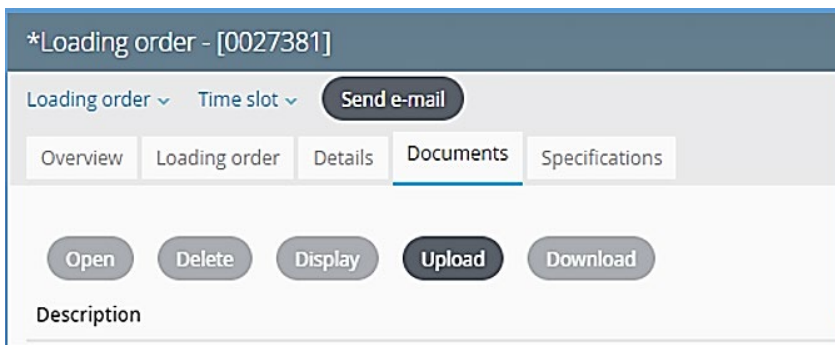 *Loading order - [0027381]
Loading order Time slot Send e-mail
Overview Loading order Details Documents Specifications
Open Delete Display Upload Download
Description